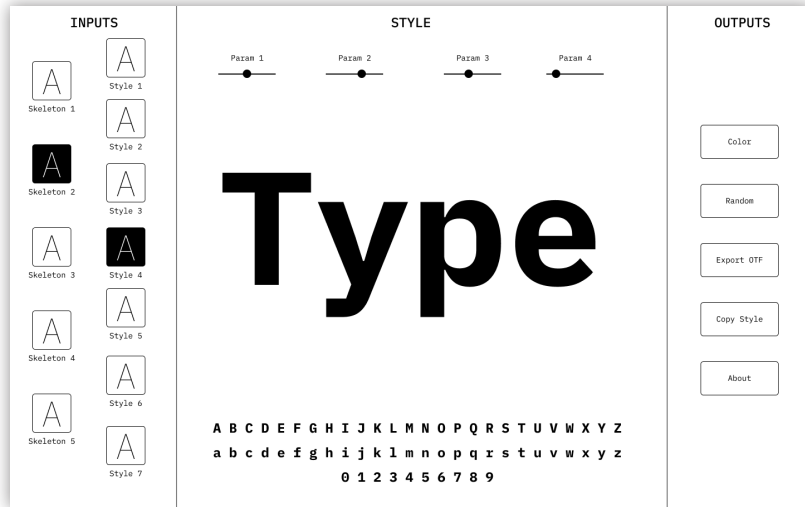 INPUTS
A
Skeleton 1
A
Skeleton 2
A
Skeleton 3
A
Skeleton 4
A
Skeleton 5
A
Style 1
A
Style 2
A
Style 3
A
Style 4
A
Style 5
A
Style 6
A
Style 7
STYLE
Param 1 Param 2 Param 3 Param 4
Type
A B C D E F G H I J K L M N O P Q R S T U V W X Y Z
a b c d e f g h i j k l m n o p q r s t u v w x y z
0 1 2 3 4 5 6 7 8 9
OUTPUTS
Color
Random
Export OTF
Copy Style
About